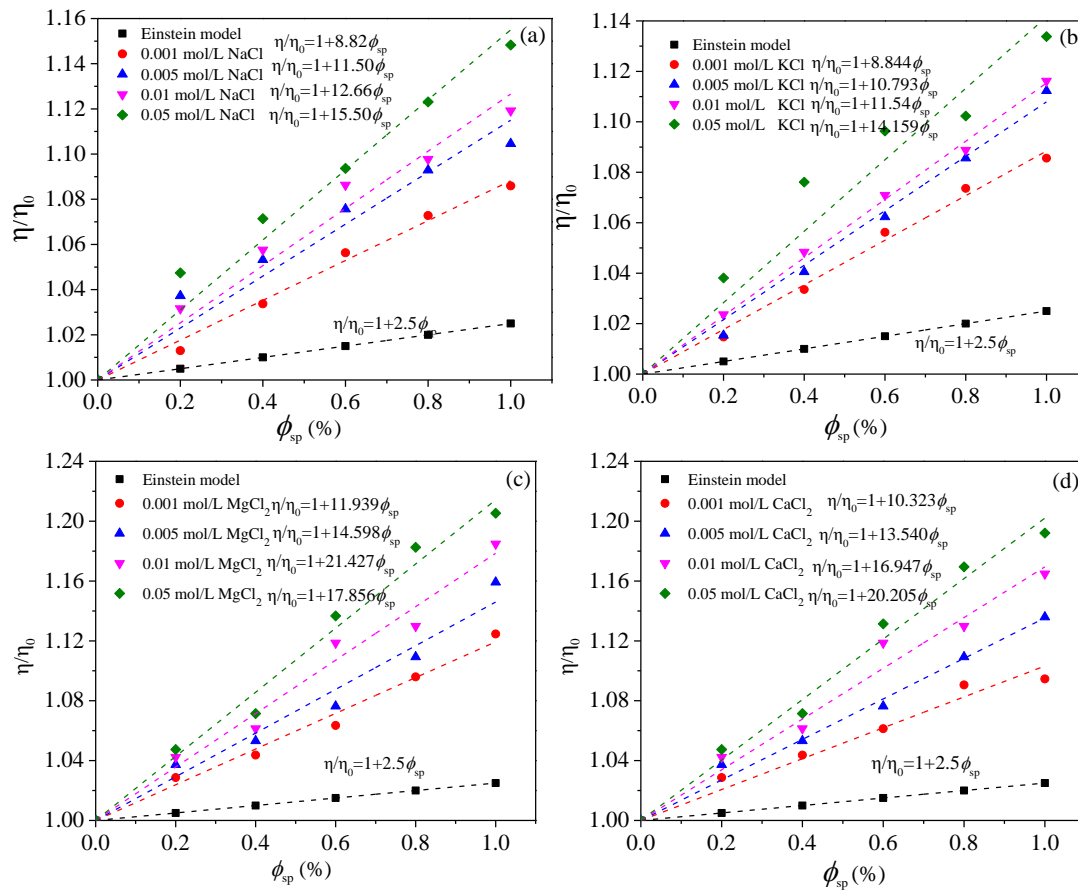 (a)
Einstein model
0.001 mol/L NaCl η/η₀=1+8.82ϕsp
0.005 mol/L NaCl η/η₀=1+11.50ϕsp
0.01 mol/L NaCl η/η₀=1+12.66ϕsp
0.05 mol/L NaCl η/η₀=1+15.50ϕsp
η/η₀=1+2.5ϕsp
η/η₀
1.16
1.14
1.12
1.10
1.08
1.06
1.04
1.02
1.00
0.0 0.2 0.4 0.6 0.8 1.0
ϕsp (%)
(b)
Einstein model
0.001 mol/L KCl η/η₀=1+8.844ϕsp
0.005 mol/L KCl η/η₀=1+10.793ϕsp
0.01 mol/L KCl η/η₀=1+11.54ϕsp
0.05 mol/L KCl η/η₀=1+14.159ϕsp
η/η₀=1+2.5ϕsp
η/η₀
1.14
1.12
1.10
1.08
1.06
1.04
1.02
1.00
0.0 0.2 0.4 0.6 0.8 1.0
ϕsp (%)
(c)
Einstein model
0.001 mol/L MgCl₂ η/η₀=1+11.939ϕsp
0.005 mol/L MgCl₂ η/η₀=1+14.598ϕsp
0.01 mol/L MgCl₂ η/η₀=1+21.427ϕsp
0.05 mol/L MgCl₂ η/η₀=1+17.856ϕsp
η/η₀=1+2.5ϕsp
η/η₀
1.24
1.20
1.16
1.12
1.08
1.04
1.00
0.0 0.2 0.4 0.6 0.8 1.0
ϕsp (%)
(d)
Einstein model
0.001 mol/L CaCl₂ η/η₀=1+10.323ϕsp
0.005 mol/L CaCl₂ η/η₀=1+13.540ϕsp
0.01 mol/L CaCl₂ η/η₀=1+16.947ϕsp
0.05 mol/L CaCl₂ η/η₀=1+20.205ϕsp
η/η₀=1+2.5ϕsp
η/η₀
1.24
1.20
1.16
1.12
1.08
1.04
1.00
0.0 0.2 0.4 0.6 0.8 1.0
ϕsp (%)